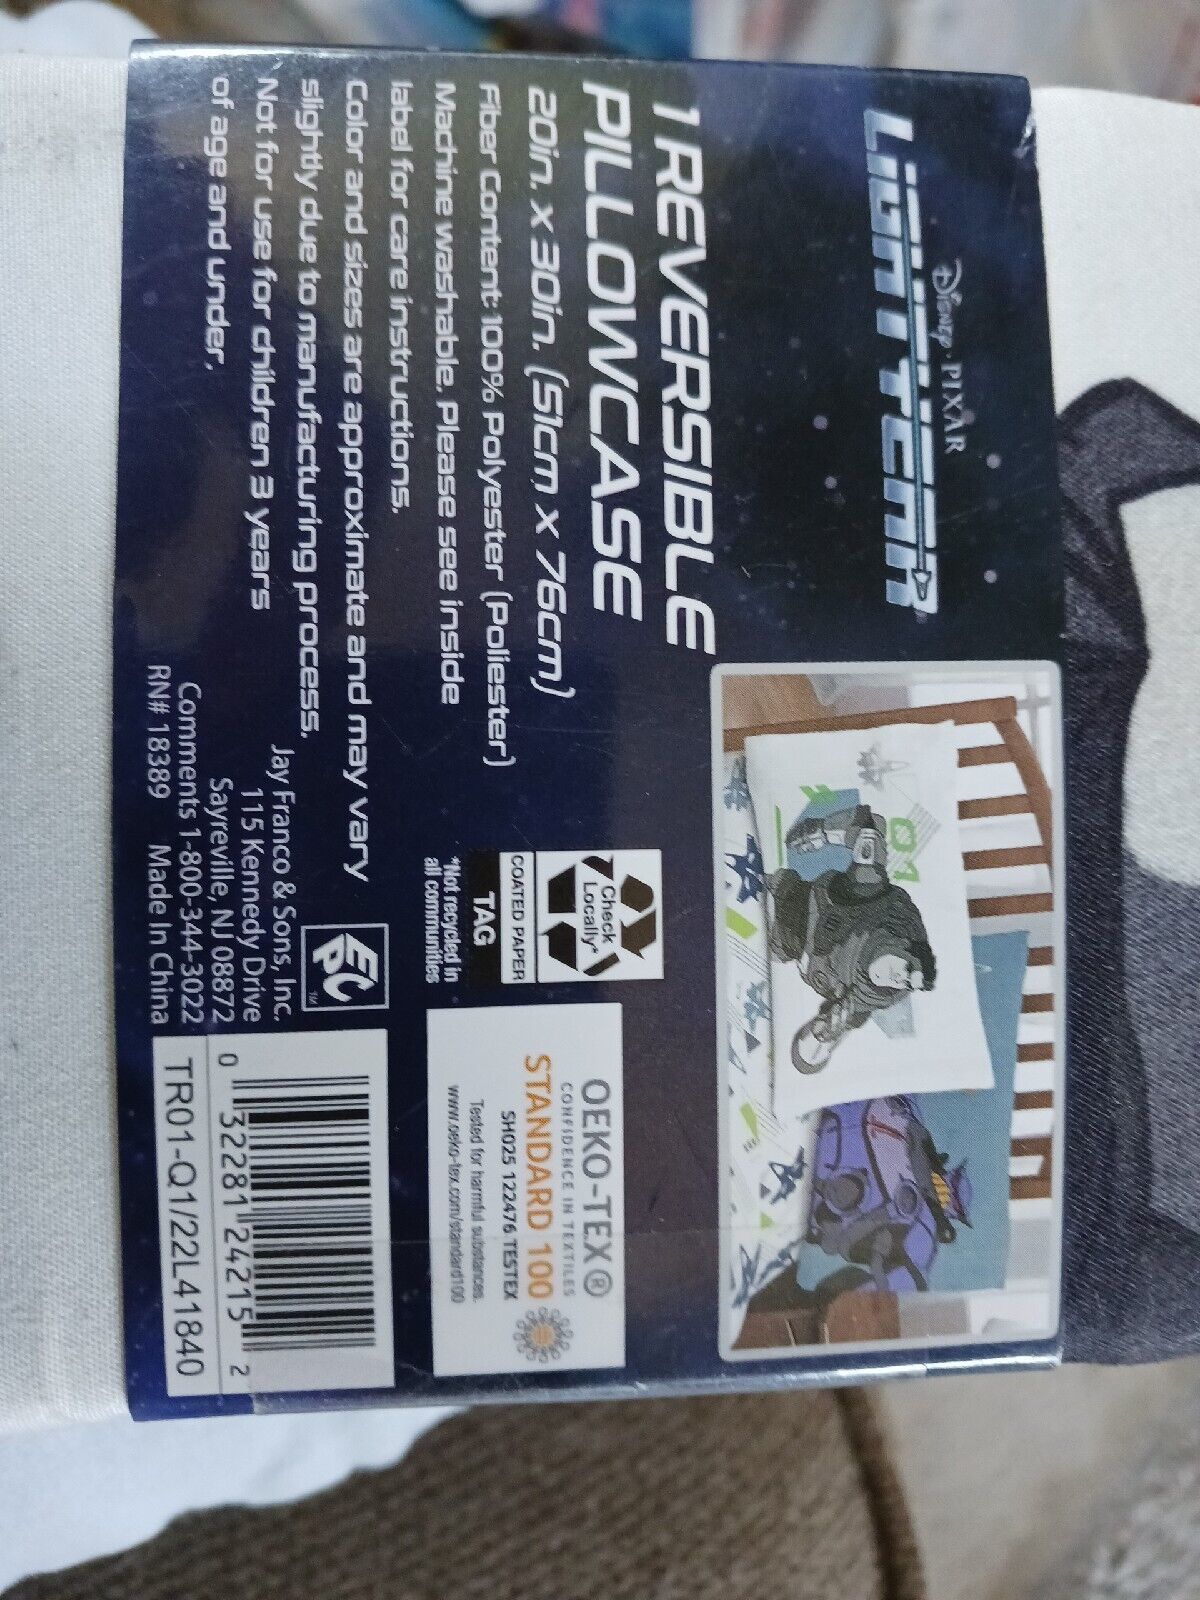 Disney · PIXAR
LIGHTYEAR
1 REVERSIBLE
PILLOWCASE
20in. x 30in. (51cm x 76cm)
Fiber Content: 100% Polyester (Poliester)
Machine washable. Please see inside
label for care instructions.
Color and sizes are approximate and may vary
slightly due to manufacturing process.
Not for use for children 3 years
of age and under.
01
Check
Locally*
COATED PAPER
TAG
*Not recycled in
all communities
EPC
TM
Jay Franco & Sons, Inc.
115 Kennedy Drive
Sayreville, NJ 08872
Comments 1-800-344-3022
RN# 18389 Made In China
OEKO-TEX®
CONFIDENCE IN TEXTILES
STANDARD 100
SH025 122476 TESTEX
Tested for harmful substances.
www.oeko-tex.com/standard100
0 32281 24215 2
TR01-Q1/22L41840